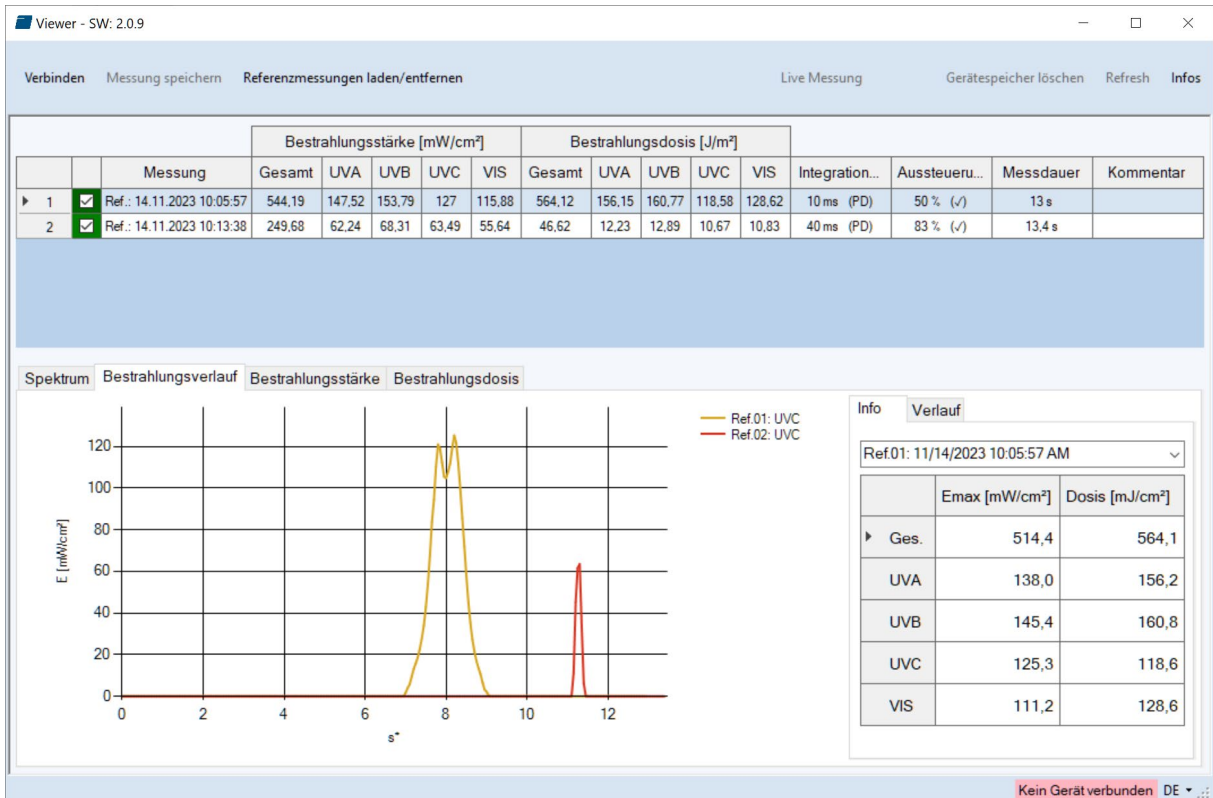 Viewer - SW: 2.0.9
Verbinden Messung speichern Referenzmessungen laden/entfernen Live Messung Gerätespeicher löschen Refresh Infos
Bestrahlungsstärke [mW/cm²] Bestrahlungsdosis [J/m²]
Messung Gesamt UVA UVB UVC VIS Gesamt UVA UVB UVC VIS Integration... Aussteueru... Messdauer Kommentar
1 Ref.: 14.11.2023 10:05:57 544,19 147,52 153,79 127 115,88 564,12 156,15 160,77 118,58 128,62 10 ms (PD) 50 % (✓) 13 s
2 Ref.: 14.11.2023 10:13:38 249,68 62,24 68,31 63,49 55,64 46,62 12,23 12,89 10,67 10,83 40 ms (PD) 83 % (✓) 13,4 s
Spektrum Bestrahlungsverlauf Bestrahlungsstärke Bestrahlungsdosis
E [mW/cm²]
120
100
80
60
40
20
0
0 2 4 6 8 10 12
s*
Ref.01: UVC
Ref.02: UVC
Info Verlauf
Ref.01: 11/14/2023 10:05:57 AM
Emax [mW/cm²] Dosis [mJ/cm²]
Ges. 514,4 564,1
UVA 138,0 156,2
UVB 145,4 160,8
UVC 125,3 118,6
VIS 111,2 128,6
Kein Gerät verbunden DE